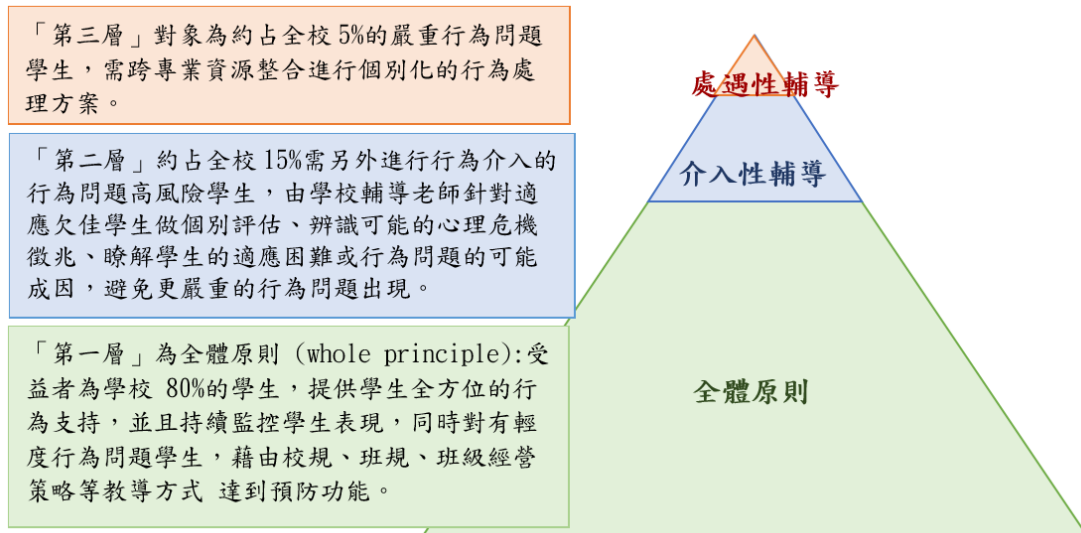 「第三層」對象為約占全校 5%的嚴重行為問題
學生，需跨專業資源整合進行個別化的行為處
理方案。
處遇性輔導
「第二層」約占全校 15%需另外進行行為介入的
行為問題高風險學生，由學校輔導老師針對適
應欠佳學生做個別評估、辨識可能的心理危機
徵兆、瞭解學生的適應困難或行為問題的可能
成因，避免更嚴重的行為問題出現。
介入性輔導
「第一層」為全體原則 (whole principle):受
益者為學校 80%的學生，提供學生全方位的行
為支持，並且持續監控學生表現，同時對有輕
度行為問題學生，藉由校規、班規、班級經營
策略等教導方式 達到預防功能。
全體原則